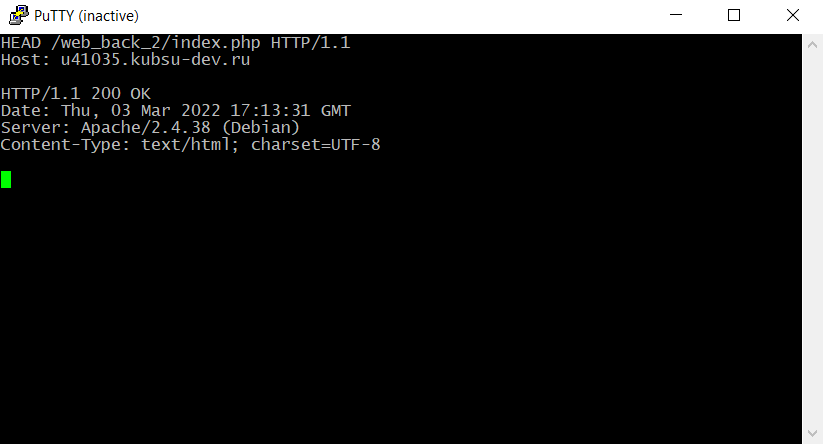 PuTTY (inactive)
HEAD /web_back_2/index.php HTTP/1.1
Host: u41035.kubsu-dev.ru
HTTP/1.1 200 OK
Date: Thu, 03 Mar 2022 17:13:31 GMT
Server: Apache/2.4.38 (Debian)
Content-Type: text/html; charset=UTF-8